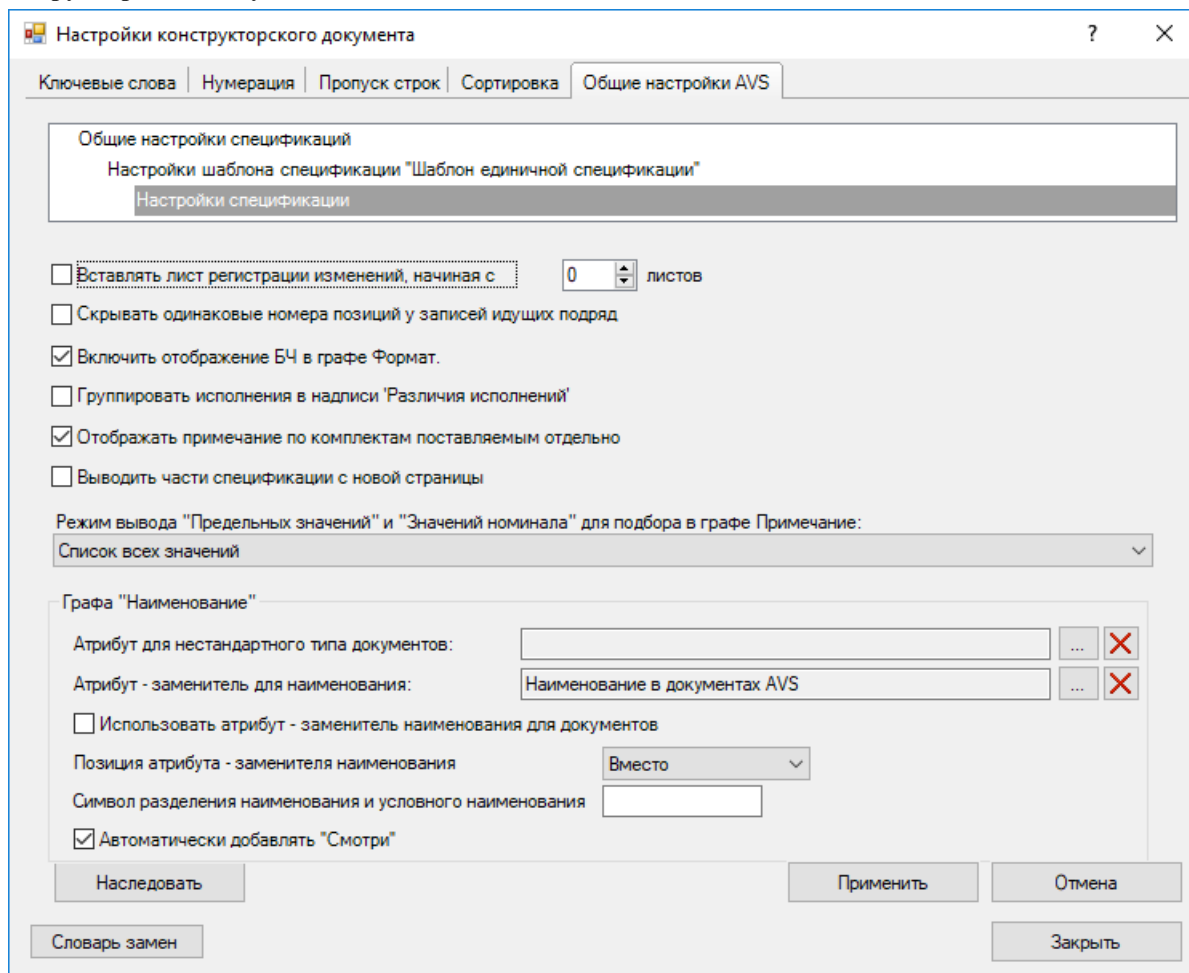 Настройки конструкторского документа ?
Ключевые слова Нумерация Пропуск строк Сортировка Общие настройки AVS
Общие настройки спецификаций
Настройки шаблона спецификации "Шаблон единичной спецификации"
Настройки спецификации
Вставлять лист регистрации изменений, начиная с 0 листов
Скрывать одинаковые номера позиций у записей идущих подряд
Включить отображение БЧ в графе Формат.
Группировать исполнения в надписи 'Различия исполнений'
Отображать примечание по комплектам поставляемым отдельно
Выводить части спецификации с новой страницы
Режим вывода "Предельных значений" и "Значений номинала" для подбора в графе Примечание:
Список всех значений
Графа "Наименование"
Атрибут для нестандартного типа документов: ...
Атрибут - заменитель для наименования: Наименование в документах AVS ...
Использовать атрибут - заменитель наименования для документов
Позиция атрибута - заменителя наименования Вместо
Символ разделения наименования и условного наименования
Автоматически добавлять "Смотри"
Наследовать Применить Отмена
Словарь замен Закрыть